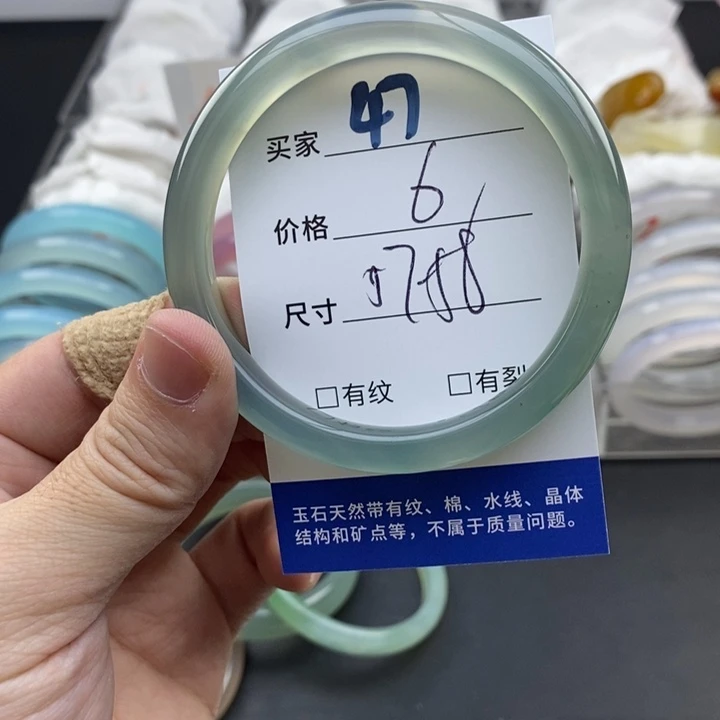 买家 47
价格 6
尺寸
□有纹 □有裂
玉石天然带有纹、棉、水线、晶体
结构和矿点等，不属于质量问题。